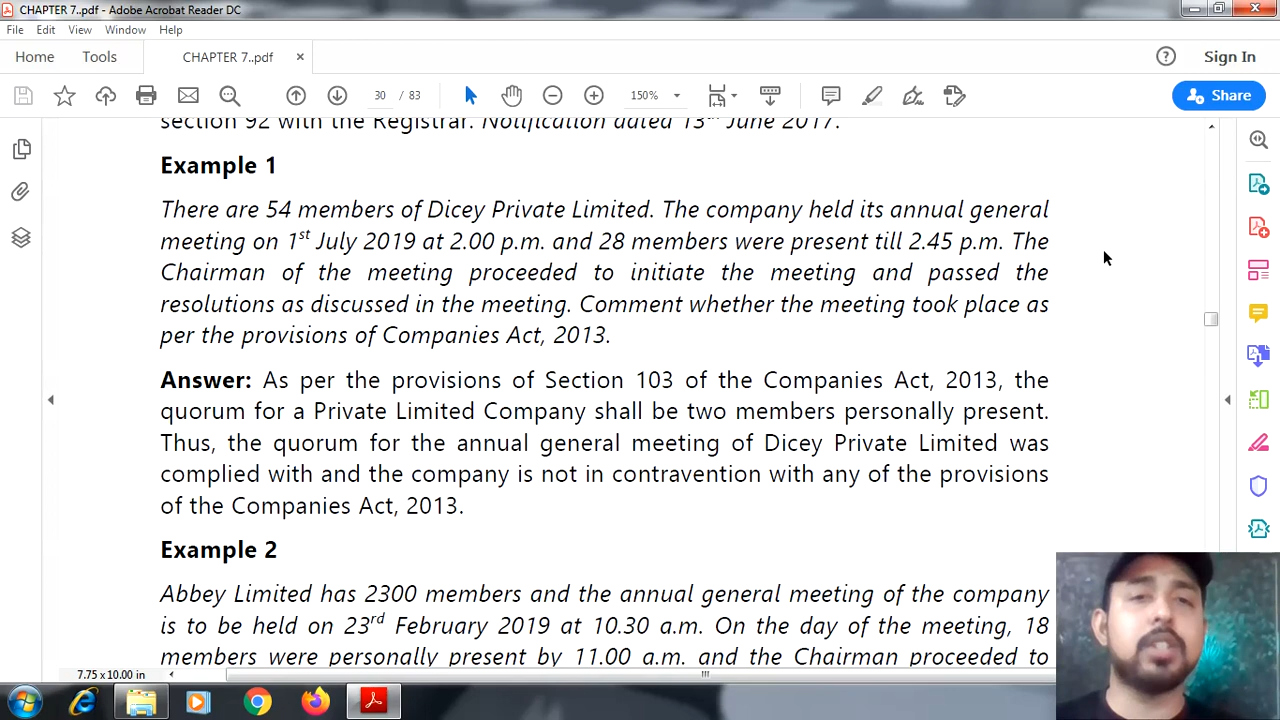 CHAPTER 7..pdf - Adobe Acrobat Reader DC
File Edit View Window Help
Home Tools CHAPTER 7..pdf × ? Sign In
30 / 83 150% Share
section 92 with the Registrar. Notification dated 13th June 2017.
Example 1
There are 54 members of Dicey Private Limited. The company held its annual general
meeting on 1st July 2019 at 2.00 p.m. and 28 members were present till 2.45 p.m. The
Chairman of the meeting proceeded to initiate the meeting and passed the
resolutions as discussed in the meeting. Comment whether the meeting took place as
per the provisions of Companies Act, 2013.
Answer: As per the provisions of Section 103 of the Companies Act, 2013, the
quorum for a Private Limited Company shall be two members personally present.
Thus, the quorum for the annual general meeting of Dicey Private Limited was
complied with and the company is not in contravention with any of the provisions
of the Companies Act, 2013.
Example 2
Abbey Limited has 2300 members and the annual general meeting of the company
is to be held on 23rd February 2019 at 10.30 a.m. On the day of the meeting, 18
members were personally present by 11.00 a.m. and the Chairman proceeded to
7.75 x 10.00 in